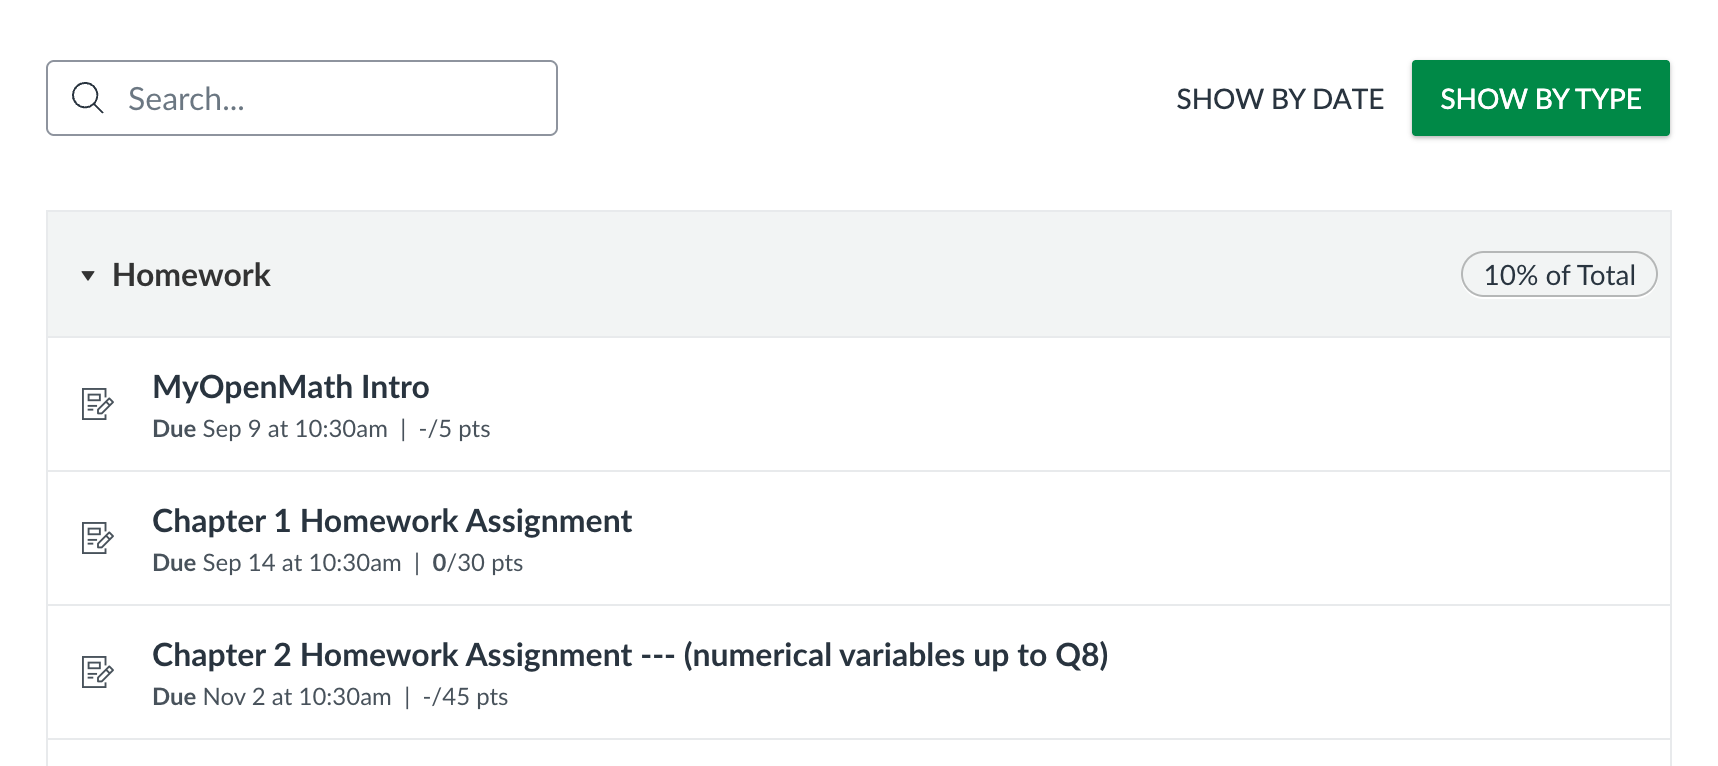 Search...
SHOW BY DATE
SHOW BY TYPE
Homework
10% of Total
MyOpenMath Intro
Due Sep 9 at 10:30am | -/5 pts
Chapter 1 Homework Assignment
Due Sep 14 at 10:30am | 0/30 pts
Chapter 2 Homework Assignment --- (numerical variables up to Q8)
Due Nov 2 at 10:30am | -/45 pts